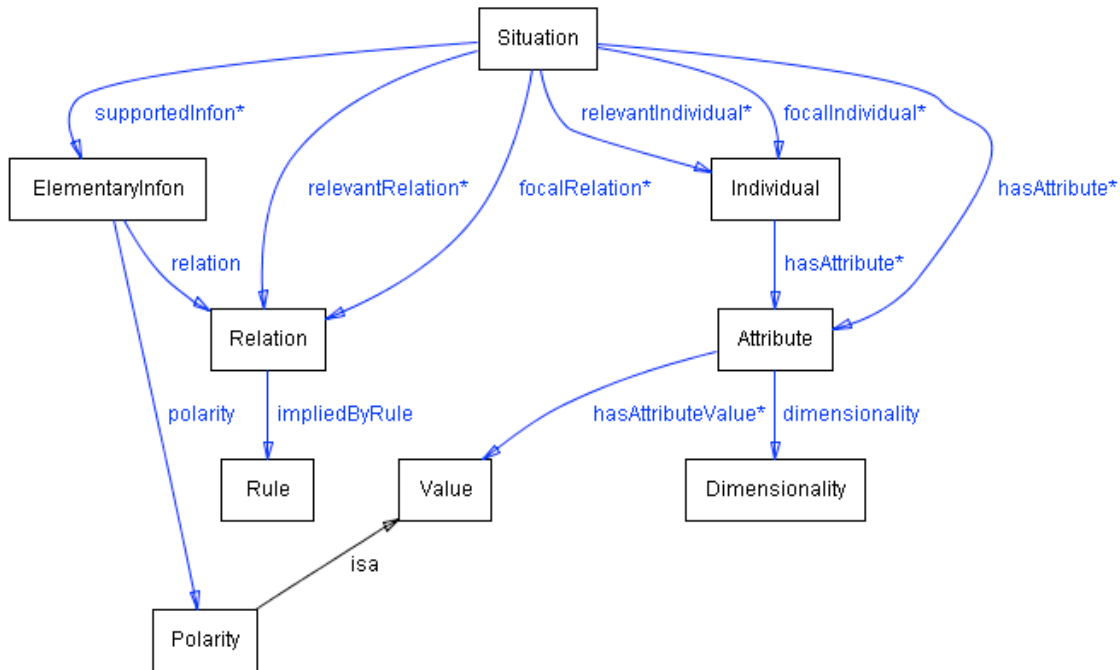 Situation
supportedInfon*
relevantIndividual*
focalIndividual*
ElementaryInfon
relevantRelation*
focalRelation*
Individual
hasAttribute*
relation
hasAttribute*
Relation
Attribute
polarity
impliedByRule
hasAttributeValue*
dimensionality
Rule
Value
Dimensionality
isa
Polarity